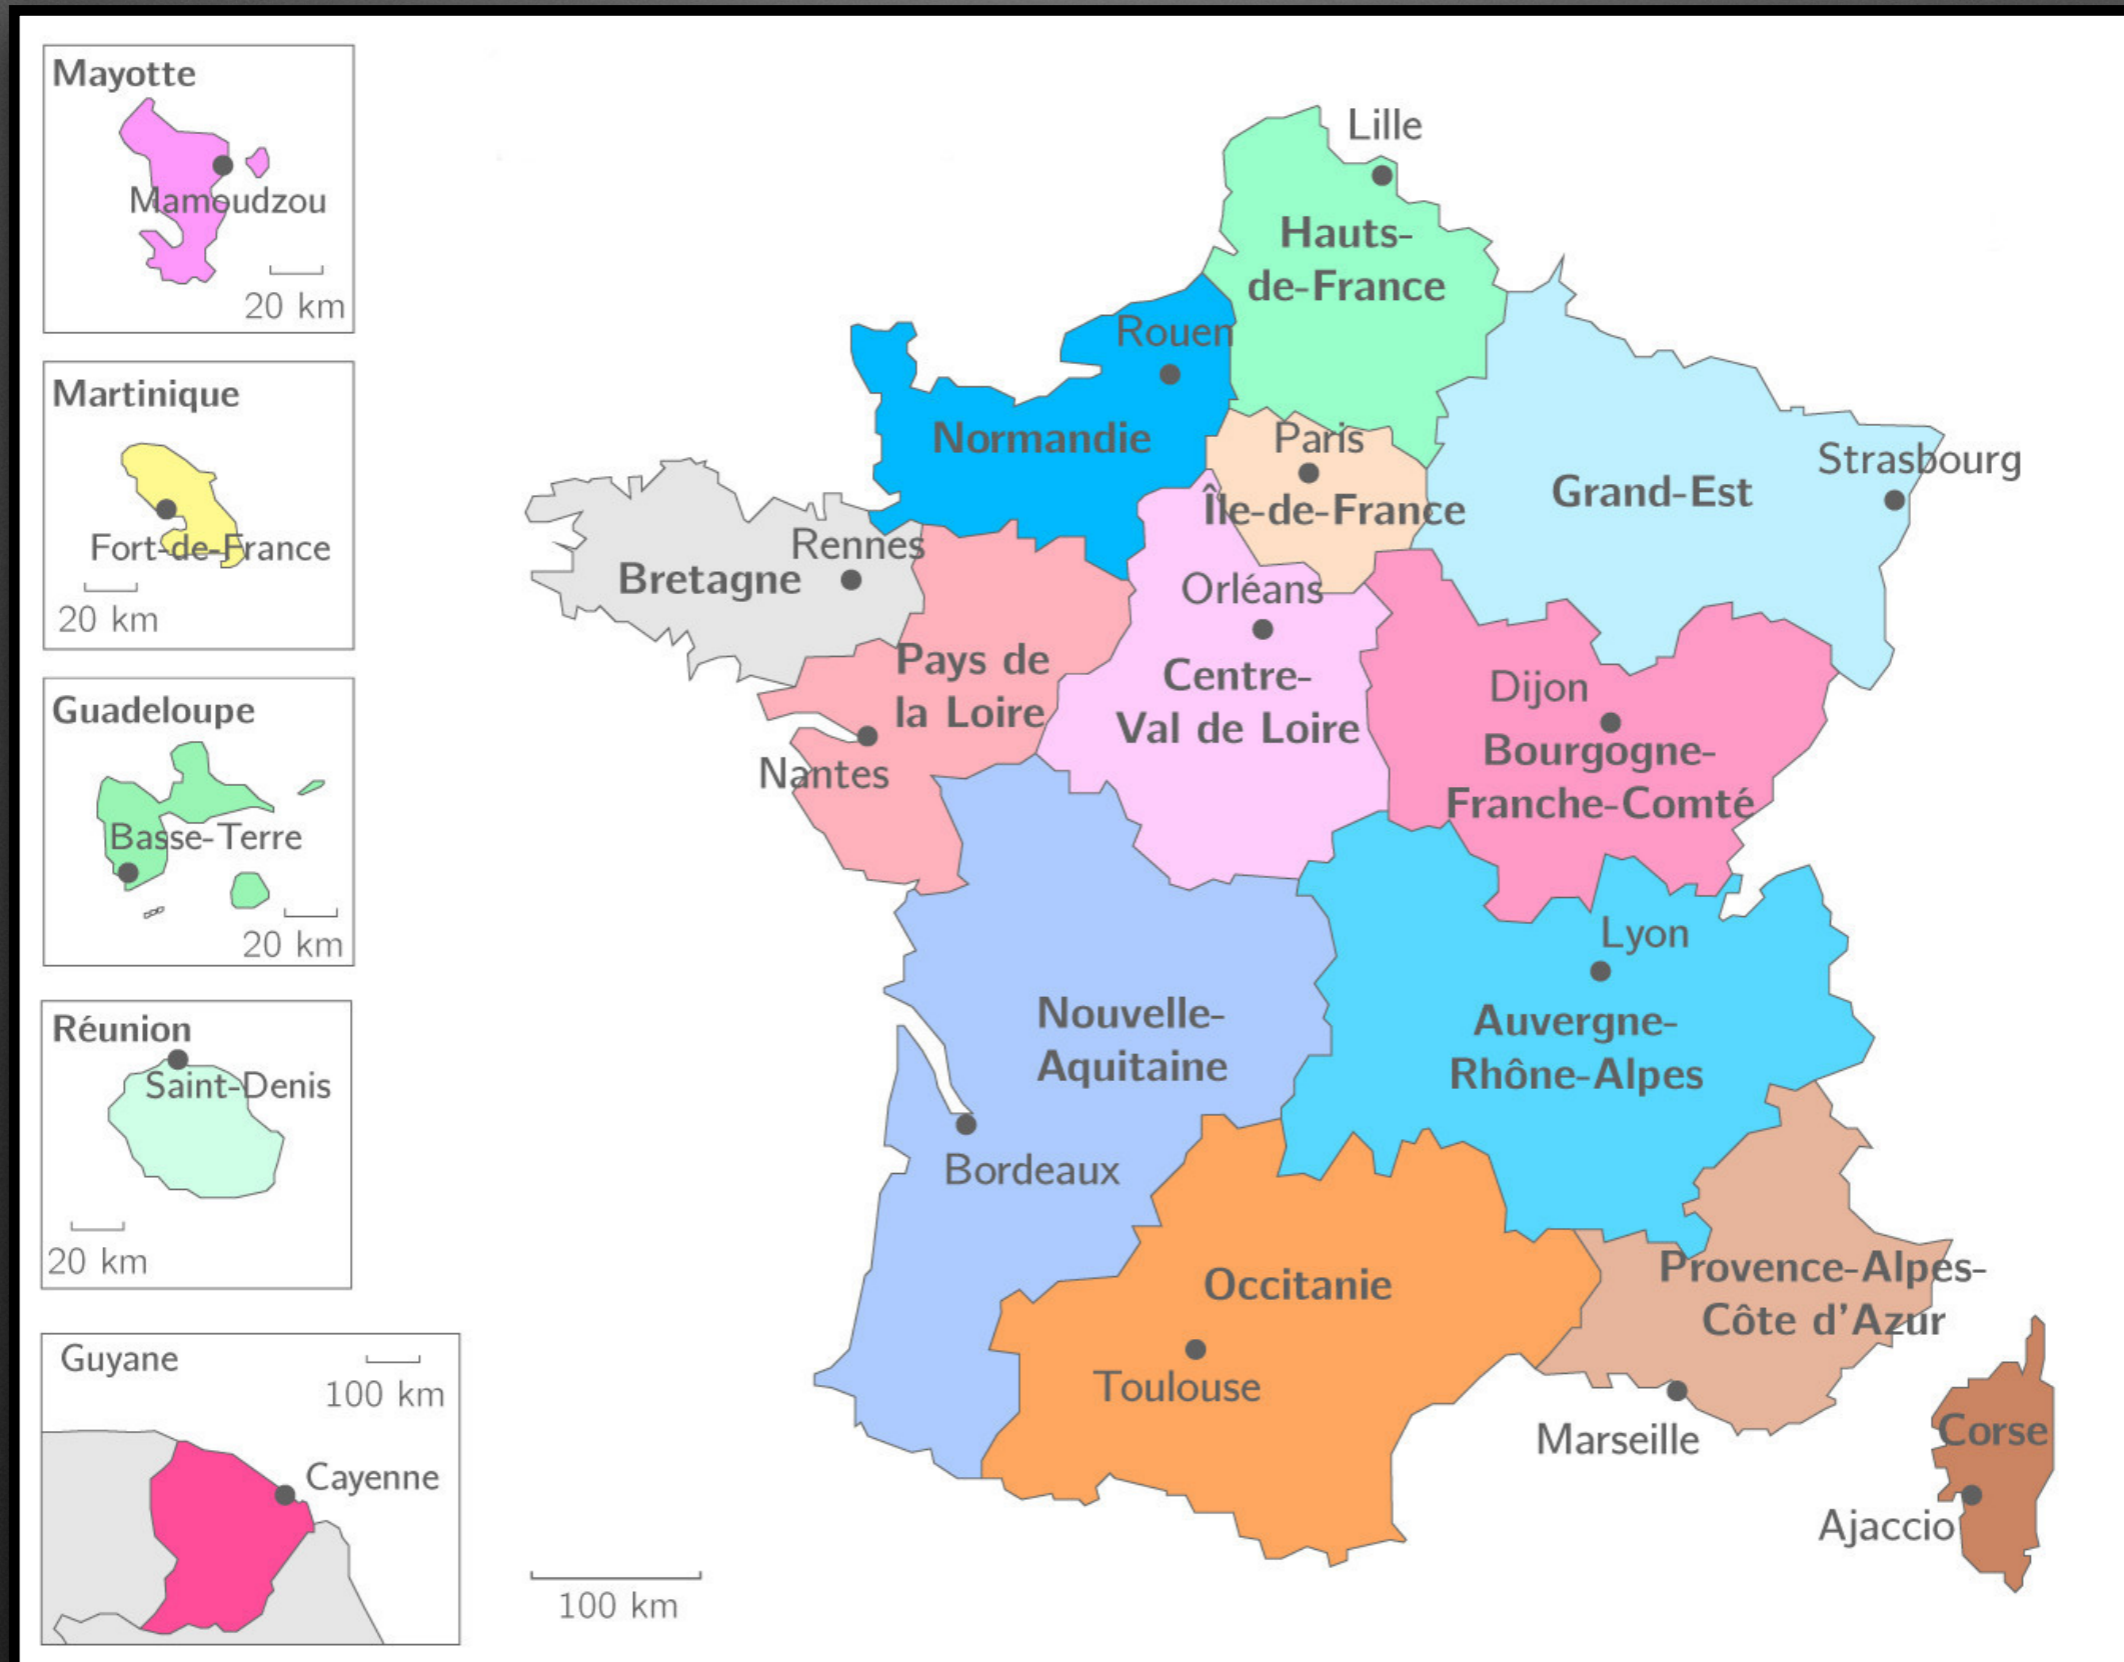 Mayotte
Mamoudzou
20 km
Martinique
Fort-de-France
20 km
Guadeloupe
Basse-Terre
20 km
Réunion
Saint-Denis
20 km
Guyane
100 km
Cayenne
Lille
Hauts-
de-France
Rouen
Normandie
Paris
Île-de-France
Strasbourg
Grand-Est
Rennes
Bretagne
Orléans
Centre-
Val de Loire
Pays de
la Loire
Nantes
Dijon
Bourgogne-
Franche-Comté
Lyon
Auvergne-
Rhône-Alpes
Nouvelle-
Aquitaine
Bordeaux
Occitanie
Toulouse
Provence-Alpes-
Côte d'Azur
Marseille
Corse
Ajaccio
100 km